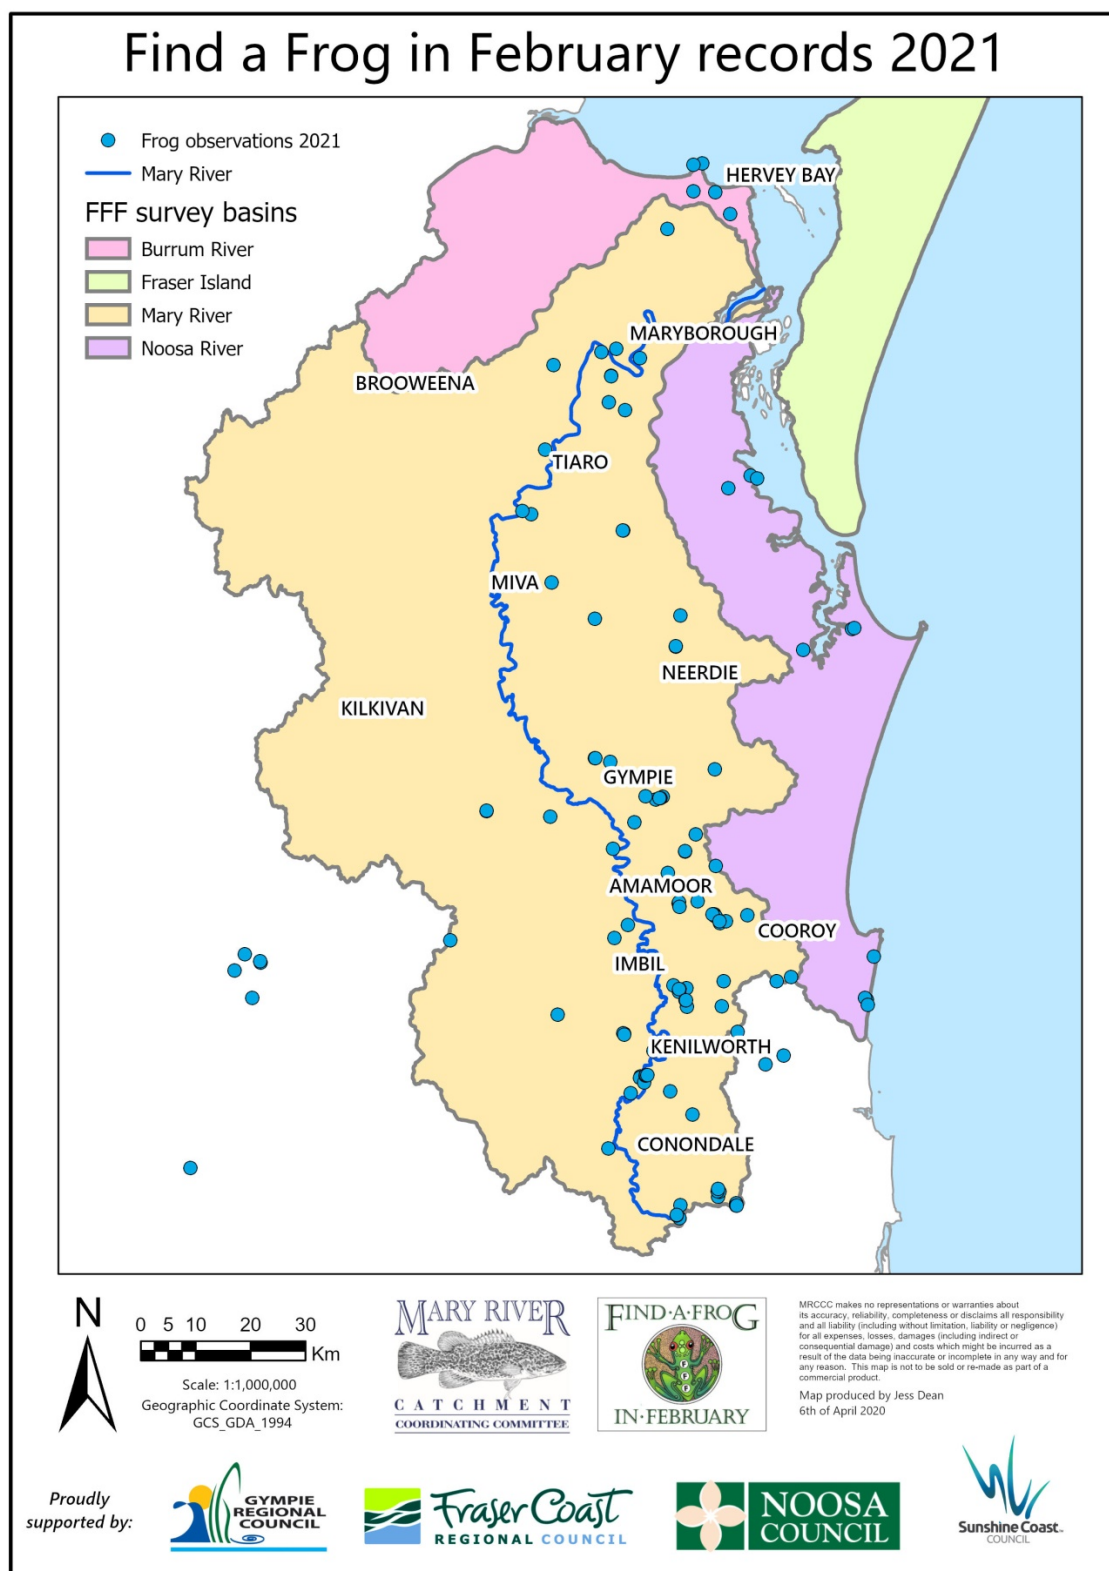 Find a Frog in February records 2021
Frog observations 2021
Mary River
FFF survey basins
Burrum River
Fraser Island
Mary River
Noosa River
HERVEY BAY
MARYBOROUGH
BROOWEENA
TIARO
MIVA
NEERDIE
KILKIVAN
GYMPIE
AMAMOOR
COOROY
IMBIL
KENILWORTH
CONONDALE
N
0 5 10 20 30
Km
Scale: 1:1,000,000
Geographic Coordinate System:
GCS_GDA_1994
MARY RIVER
CATCHMENT
COORDINATING COMMITTEE
FIND·A·FROG
F
F
F
IN·FEBRUARY
MRCCC makes no representations or warranties about
its accuracy, reliability, completeness or disclaims all responsibility
and all liability (including without limitation, liability or negligence)
for all expenses, losses, damages (including indirect or
consequential damage) and costs which might be incurred as a
result of the data being inaccurate or incomplete in any way and for
any reason. This map is not to be sold or re-made as part of a
commercial product.
Map produced by Jess Dean
6th of April 2020
Proudly
supported by:
GYMPIE
REGIONAL
COUNCIL
Fraser Coast
REGIONAL COUNCIL
NOOSA
COUNCIL
Sunshine Coast
COUNCIL